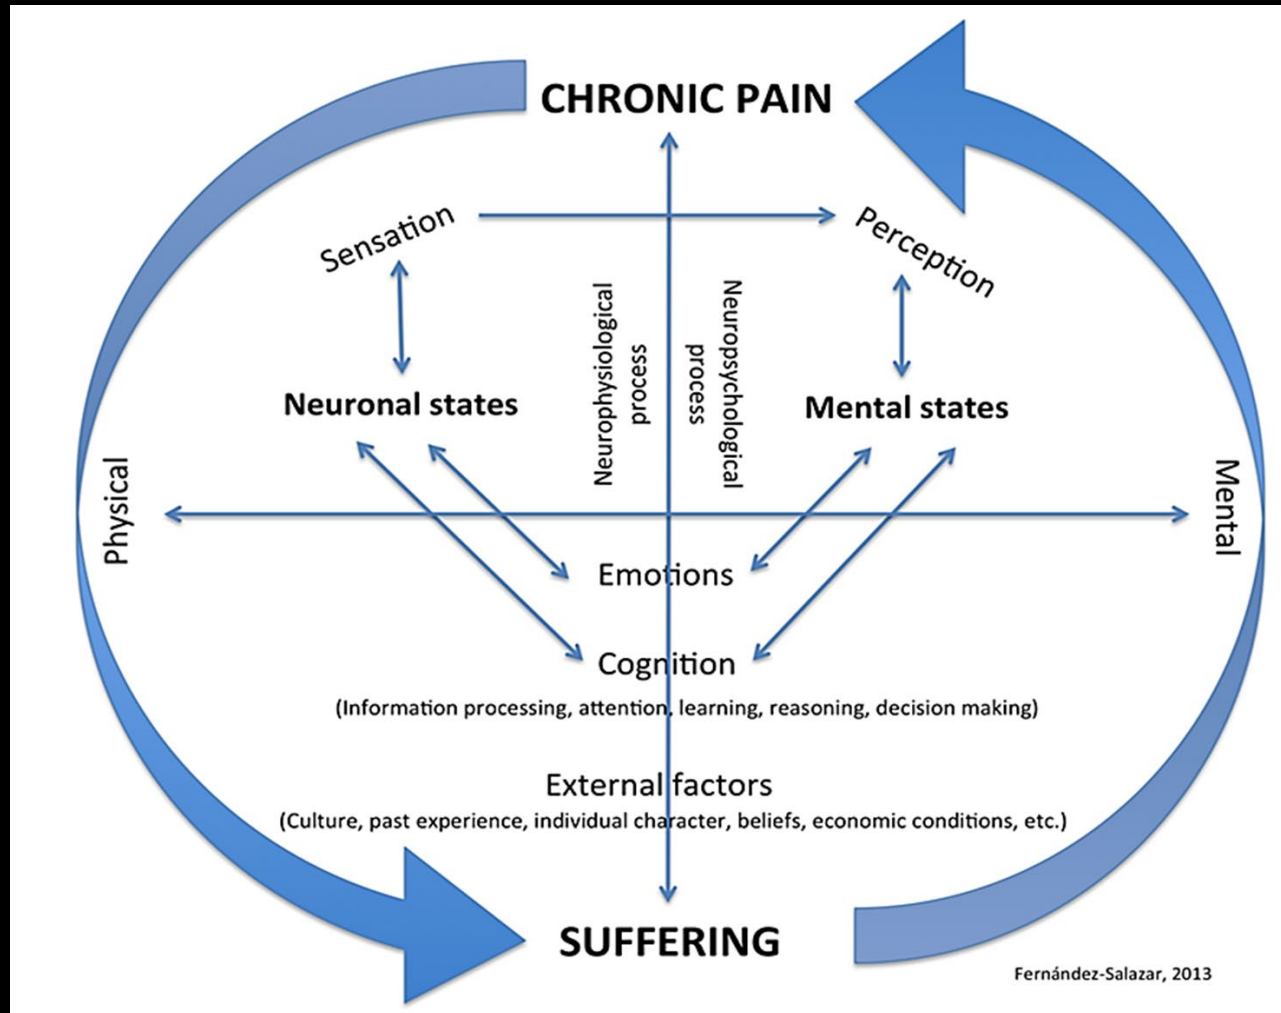 CHRONIC PAIN
Sensation
Perception
Neurophysiological
process
Neuropsychological
process
Neuronal states
Mental states
Physical
Mental
Emotions
Cognition
(Information processing, attention, learning, reasoning, decision making)
External factors
(Culture, past experience, individual character, beliefs, economic conditions, etc.)
SUFFERING
Fernández-Salazar, 2013